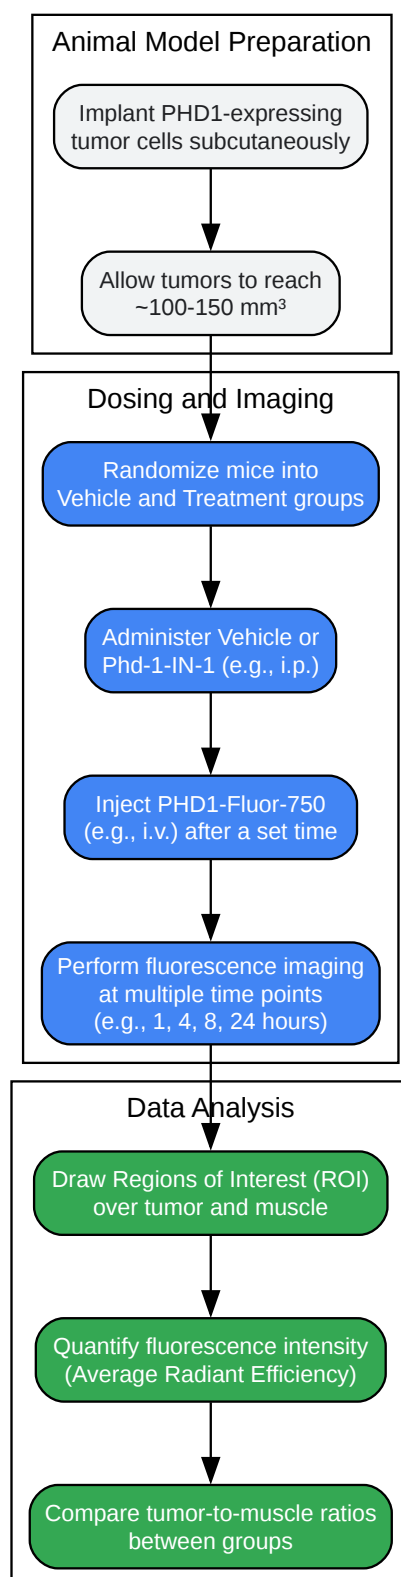 Animal Model Preparation
Implant PHD1-expressing
tumor cells subcutaneously
Allow tumors to reach
~100-150 mm³
Dosing and Imaging
Randomize mice into
Vehicle and Treatment groups
Administer Vehicle or
Phd-1-IN-1 (e.g., i.p.)
Inject PHD1-Fluor-750
(e.g., i.v.) after a set time
Perform fluorescence imaging
at multiple time points
(e.g., 1, 4, 8, 24 hours)
Data Analysis
Draw Regions of Interest (ROI)
over tumor and muscle
Quantify fluorescence intensity
(Average Radiant Efficiency)
Compare tumor-to-muscle ratios
between groups